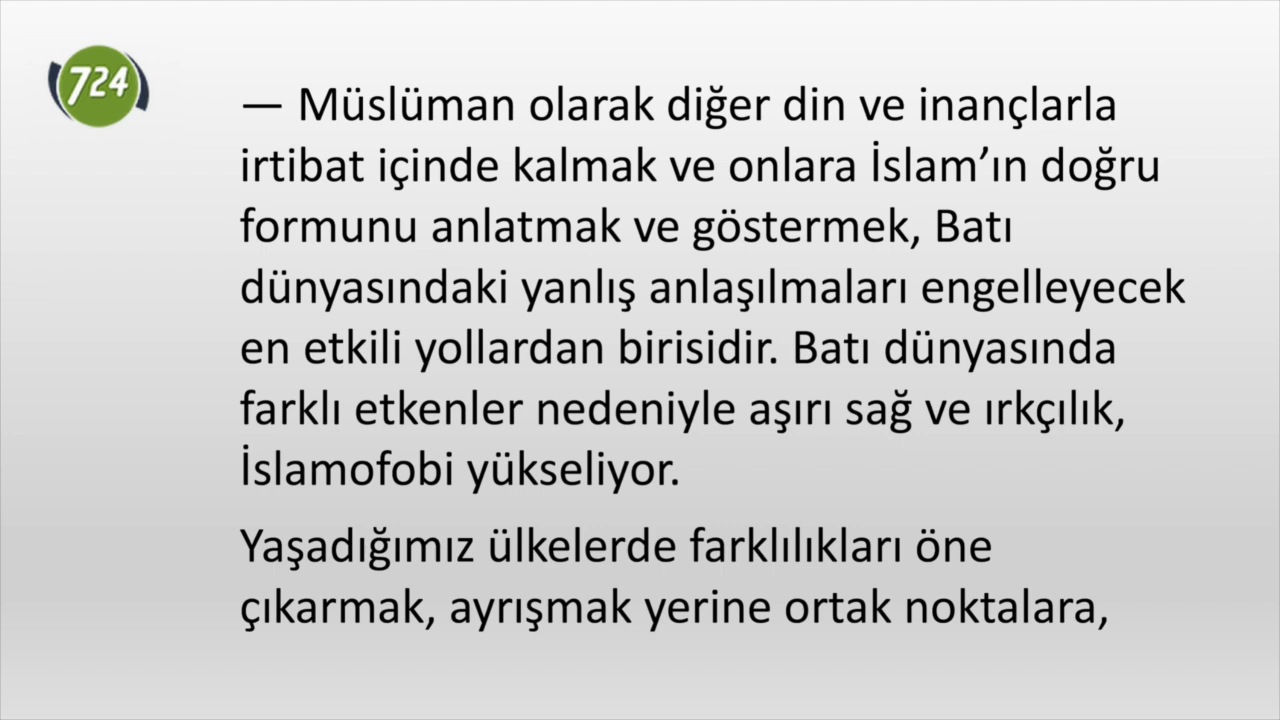 724
— Müslüman olarak diğer din ve inançlarla
irtibat içinde kalmak ve onlara İslam’ın doğru
formunu anlatmak ve göstermek, Batı
dünyasındaki yanlış anlaşılmaları engelleyecek
en etkili yollardan birisidir. Batı dünyasında
farklı etkenler nedeniyle aşırı sağ ve ırkçılık,
İslamofobi yükseliyor.
Yaşadığımız ülkelerde farklılıkları öne
çıkarmak, ayrışmak yerine ortak noktalara,